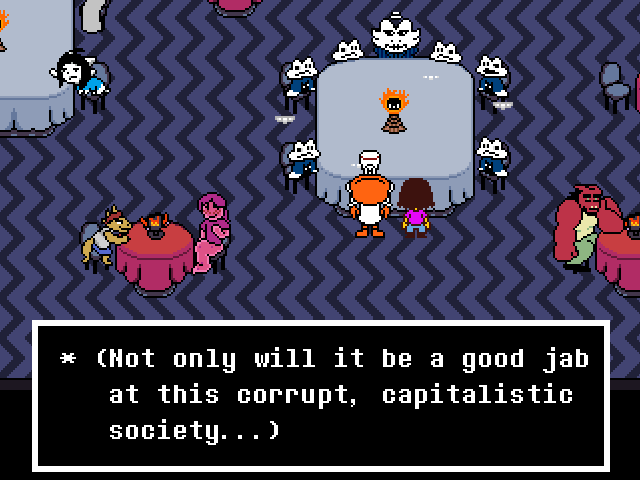 * (Not only will it be a good jab
at this corrupt, capitalistic
society...)